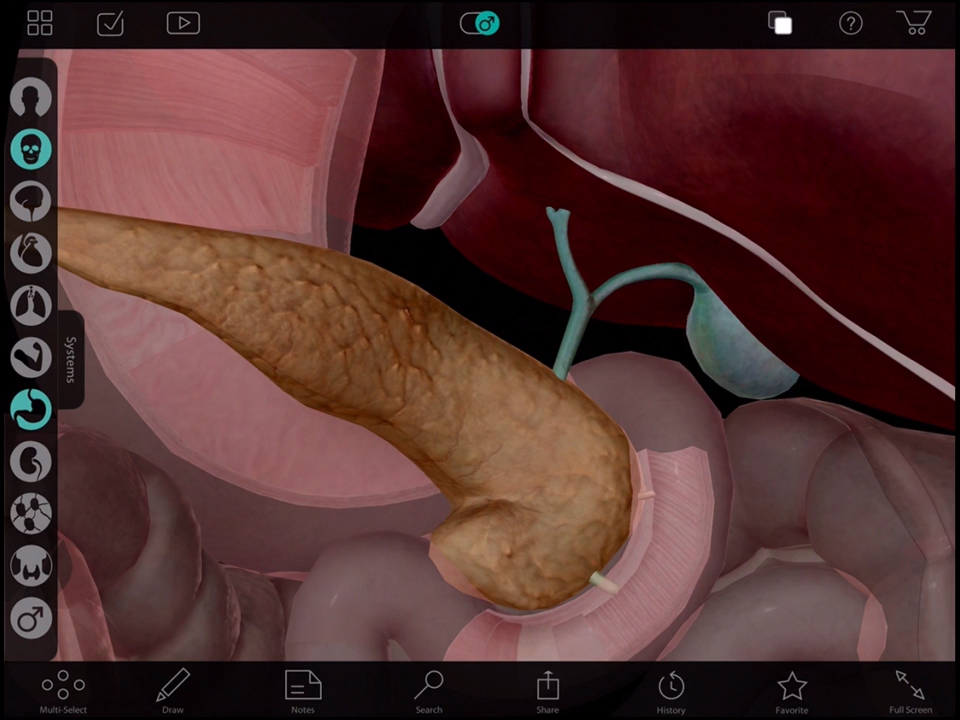 Systems
Multi-Select
Draw
Notes
Search
Share
History
Favorite
Full Screen